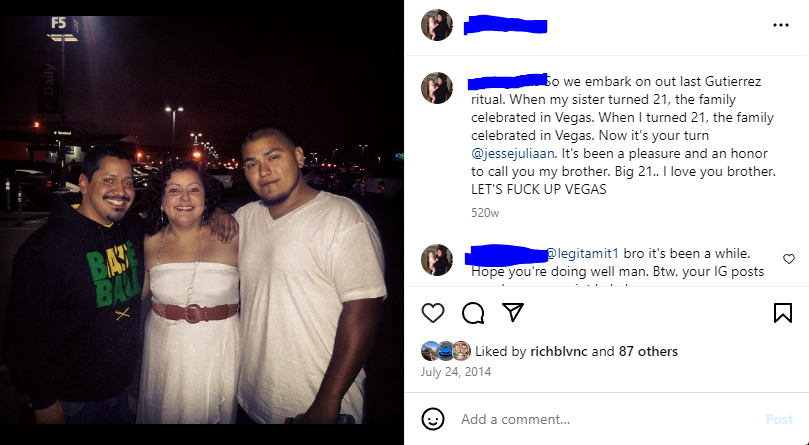 F5
Daily
Terminal
BASE
BALL
So we embark on out last Gutierrez
ritual. When my sister turned 21, the family
celebrated in Vegas. When I turned 21, the family
celebrated in Vegas. Now it's your turn
@jessejuliaan. It's been a pleasure and an honor
to call you my brother. Big 21.. I love you brother.
LET'S FUCK UP VEGAS
520w
@legitamit1 bro it's been a while.
Hope you're doing well man. Btw, your IG posts
Liked by richblvnc and 87 others
July 24, 2014
Add a comment...
Post